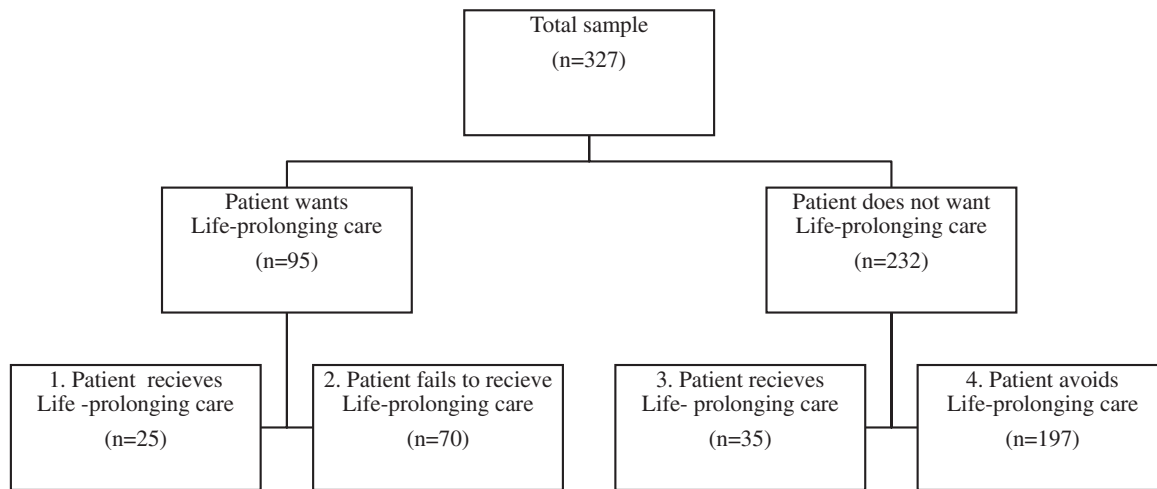 Total sample
(n=327)
Patient wants
Life-prolonging care
(n=95)
Patient does not want
Life-prolonging care
(n=232)
1. Patient recieves
Life -prolonging care
(n=25)
2. Patient fails to recieve
Life-prolonging care
(n=70)
3. Patient recieves
Life- prolonging care
(n=35)
4. Patient avoids
Life-prolonging care
(n=197)